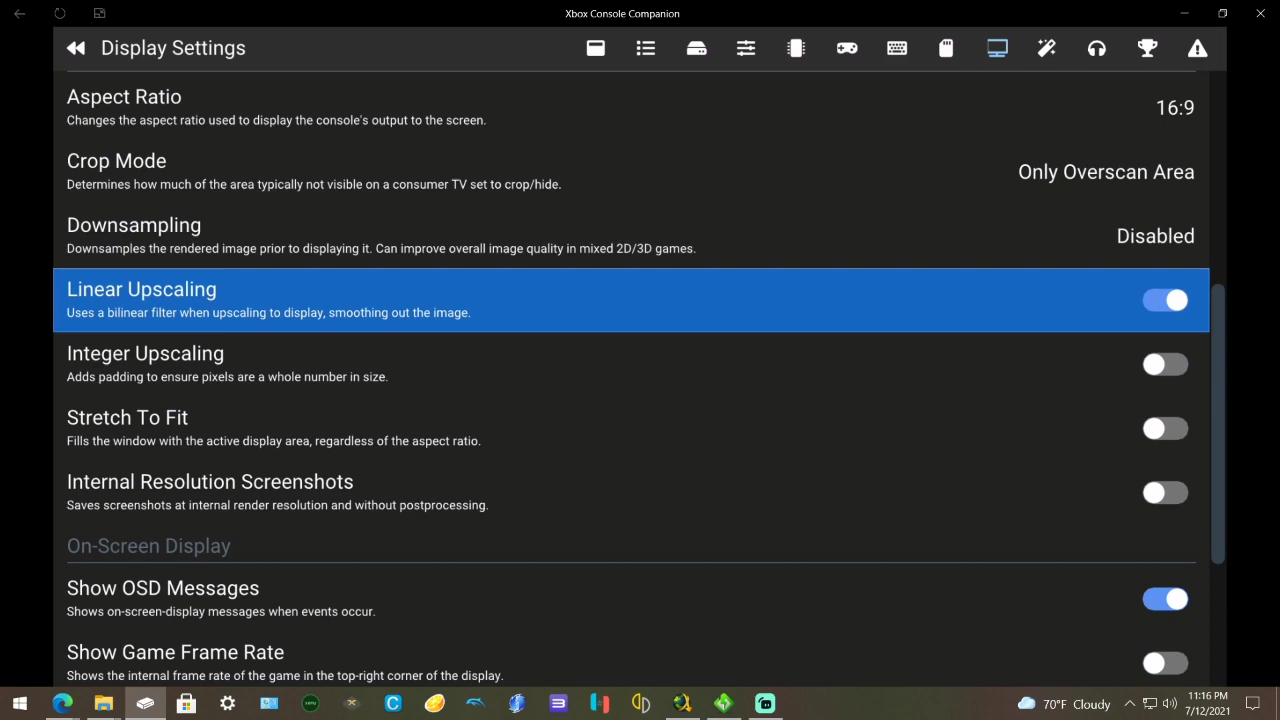 Xbox Console Companion
Display Settings
Aspect Ratio
Changes the aspect ratio used to display the console's output to the screen.
16:9
Crop Mode
Determines how much of the area typically not visible on a consumer TV set to crop/hide.
Only Overscan Area
Downsampling
Downsamples the rendered image prior to displaying it. Can improve overall image quality in mixed 2D/3D games.
Disabled
Linear Upscaling
Uses a bilinear filter when upscaling to display, smoothing out the image.
Integer Upscaling
Adds padding to ensure pixels are a whole number in size.
Stretch To Fit
Fills the window with the active display area, regardless of the aspect ratio.
Internal Resolution Screenshots
Saves screenshots at internal render resolution and without postprocessing.
On-Screen Display
Show OSD Messages
Shows on-screen-display messages when events occur.
Show Game Frame Rate
Shows the internal frame rate of the game in the top-right corner of the display.
70°F Cloudy
11:16 PM
7/12/2021